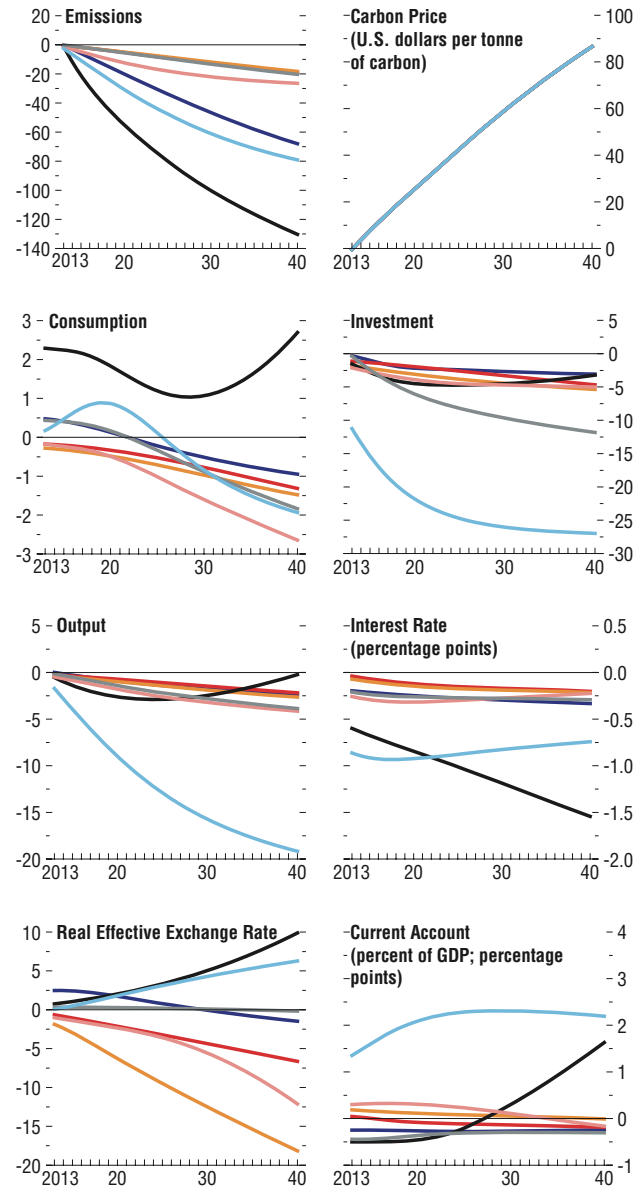 Emissions
20
0
-20
-40
-60
-80
-100
-120
-140
2013 20 30 40
Carbon Price
(U.S. dollars per tonne
of carbon)
100
80
60
40
20
0
2013 20 30 40
Consumption
3
2
1
0
-1
-2
-3
2013 20 30 40
Investment
5
0
-5
-10
-15
-20
-25
-30
2013 20 30 40
Output
5
0
-5
-10
-15
-20
2013 20 30 40
Interest Rate
(percentage points)
0.5
0.0
-0.5
-1.0
-1.5
-2.0
2013 20 30 40
Real Effective Exchange Rate
10
5
0
-5
-10
-15
-20
2013 20 30 40
Current Account
(percent of GDP; percentage
points)
4
3
2
1
0
-1
2013 20 30 40